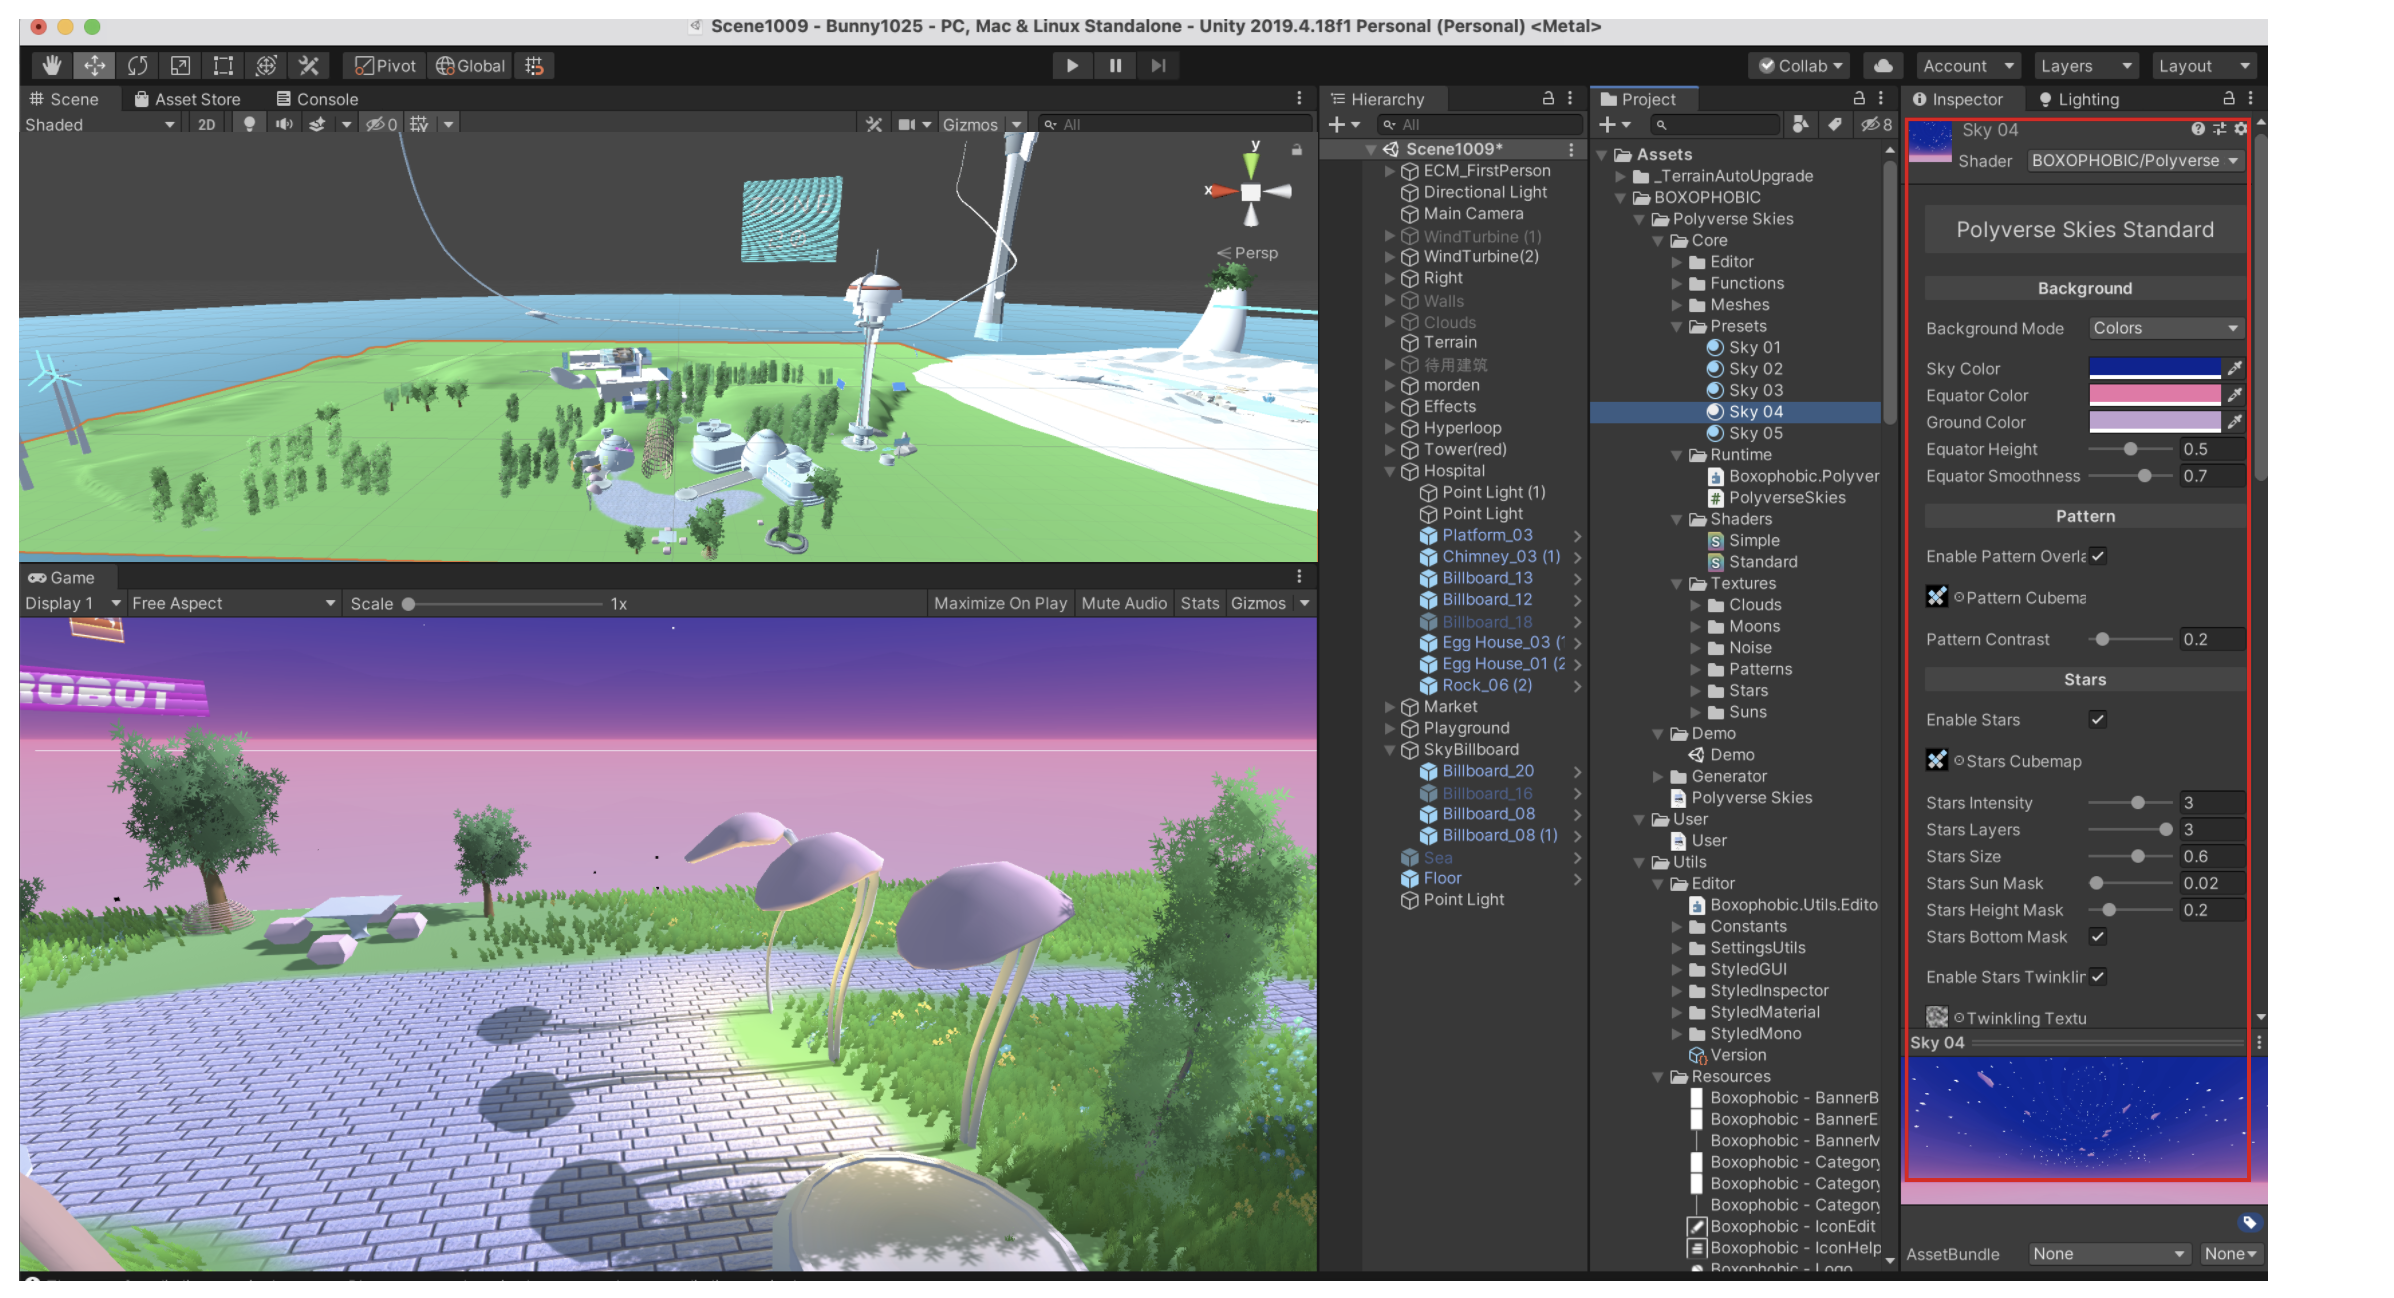 Scene1009 - Bunny1025 - PC, Mac & Linux Standalone - Unity 2019.4.18f1 Personal (Personal) <Metal>
Pivot Global Collab Account Layers Layout
Scene Asset Store Console
Shaded 2D 0 Gizmos All
y
x
Persp
ROBOT
Game
Display 1 Free Aspect Scale 1x Maximize On Play Mute Audio Stats Gizmos
Hierarchy
All
Scene1009*
ECM_FirstPerson
Directional Light
Main Camera
WindTurbine (1)
WindTurbine(2)
Right
Walls
Clouds
Terrain
待用建筑
morden
Effects
Hyperloop
Tower(red)
Hospital
Point Light (1)
Point Light
Platform_03
Chimney_03 (1)
Billboard_13
Billboard_12
Billboard_18
Egg House_03 (
Egg House_01 (2
Rock_06 (2)
Market
Playground
SkyBillboard
Billboard_20
Billboard_16
Billboard_08
Billboard_08 (1)
Sea
Floor
Point Light
Project
8
Assets
_TerrainAutoUpgrade
BOXOPHOBIC
Polyverse Skies
Core
Editor
Functions
Meshes
Presets
Sky 01
Sky 02
Sky 03
Sky 04
Sky 05
Runtime
Boxophobic.Polyver
PolyverseSkies
Shaders
Simple
Standard
Textures
Clouds
Moons
Noise
Patterns
Stars
Suns
Demo
Demo
Generator
Polyverse Skies
User
User
Utils
Editor
Boxophobic.Utils.Edito
Constants
SettingsUtils
StyledGUI
StyledInspector
StyledMaterial
StyledMono
Version
Resources
Boxophobic - BannerB
Boxophobic - BannerE
Boxophobic - BannerM
Boxophobic - Category
Boxophobic - Category
Boxophobic - Category
Boxophobic - IconEdit
Boxophobic - IconHelp
Boxophobic - Logo
Inspector Lighting
Sky 04
Shader BOXOPHOBIC/Polyverse
Polyverse Skies Standard
Background
Background Mode Colors
Sky Color
Equator Color
Ground Color
Equator Height 0.5
Equator Smoothness 0.7
Pattern
Enable Pattern Overla
Pattern Cubema
Pattern Contrast 0.2
Stars
Enable Stars
Stars Cubemap
Stars Intensity 3
Stars Layers 3
Stars Size 0.6
Stars Sun Mask 0.02
Stars Height Mask 0.2
Stars Bottom Mask
Enable Stars Twinklin
Twinkling Textu
Sky 04
AssetBundle None None